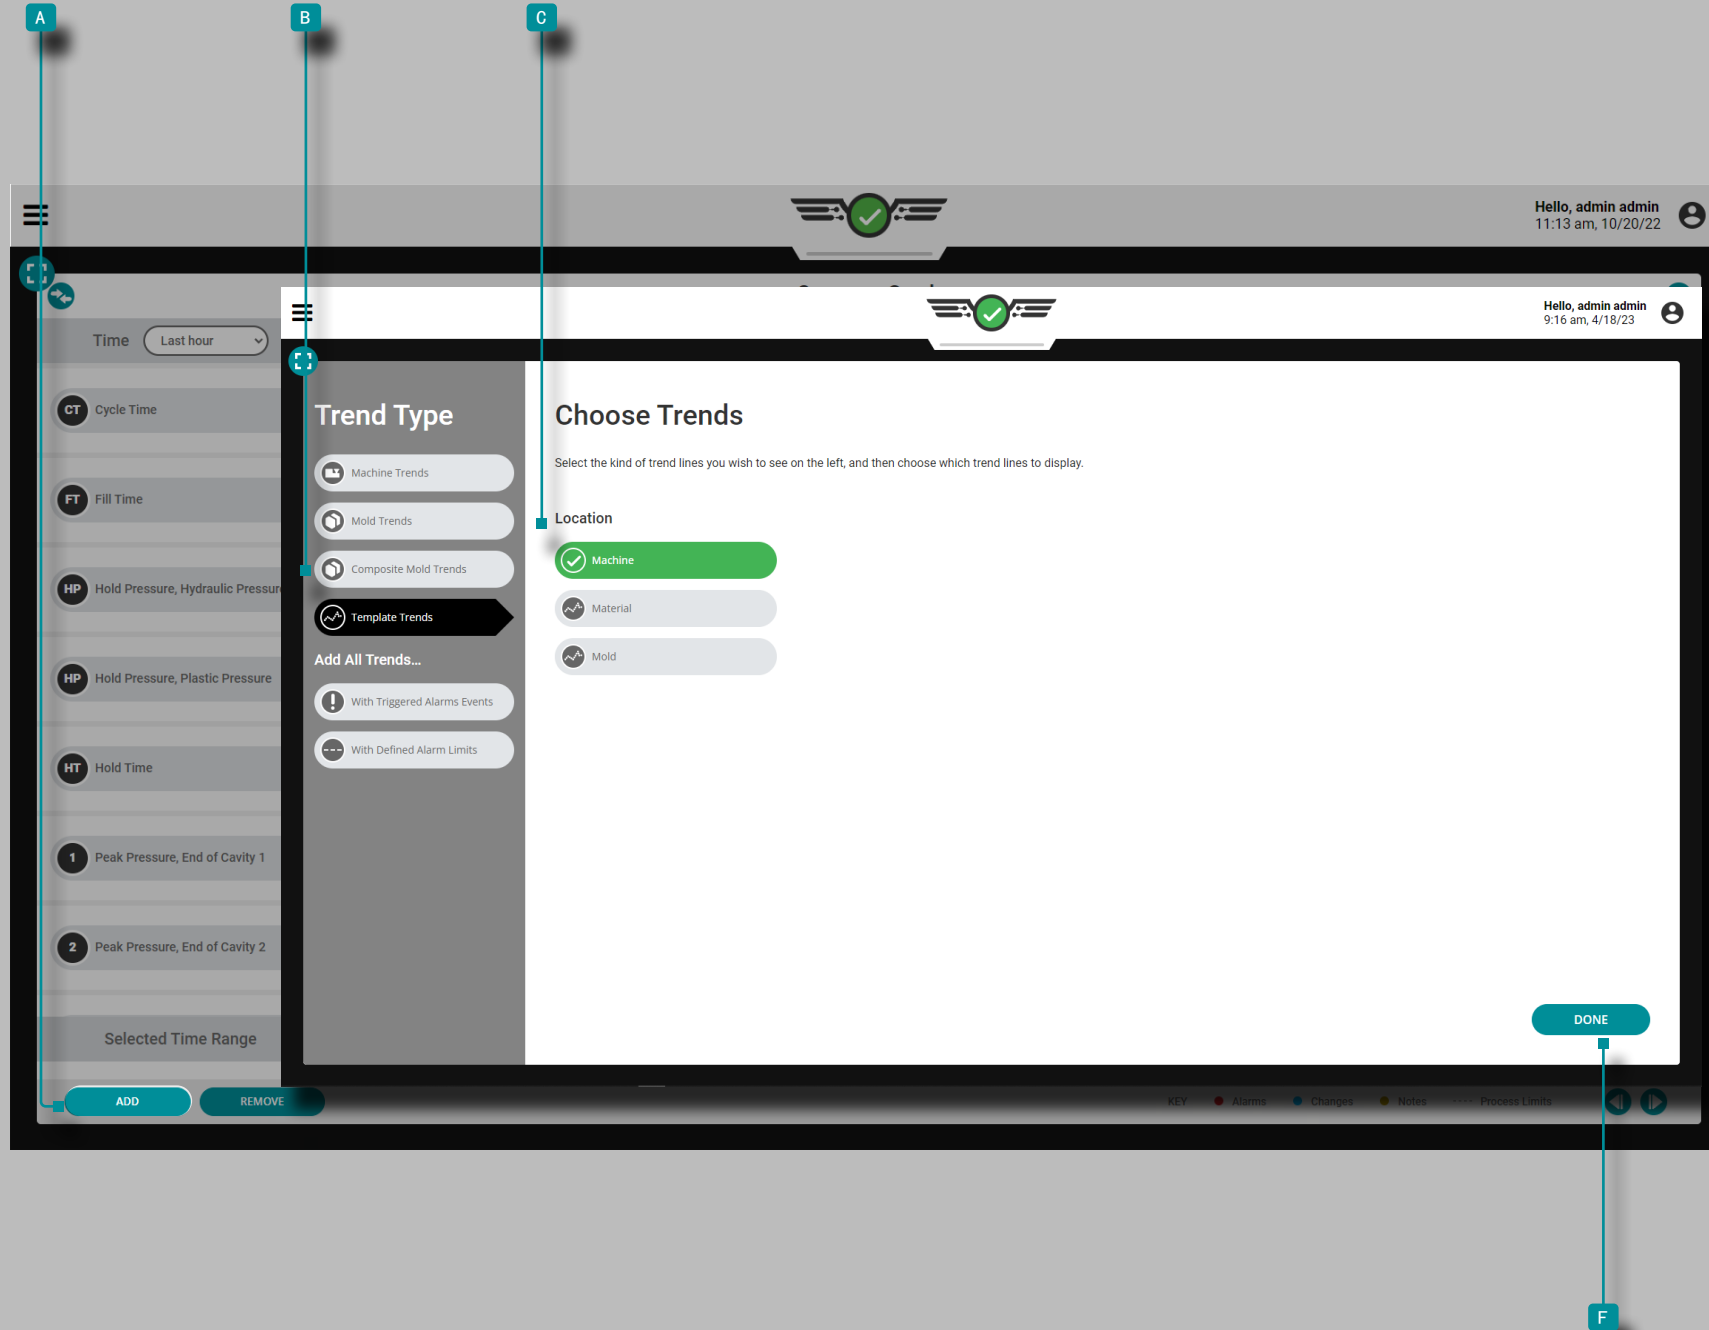 A
B
C
Hello, admin admin
11:13 am, 10/20/22
Hello, admin admin
9:16 am, 4/18/23
Time
Last hour
CT Cycle Time
FT Fill Time
HP Hold Pressure, Hydraulic Pressure
HP Hold Pressure, Plastic Pressure
HT Hold Time
1 Peak Pressure, End of Cavity 1
2 Peak Pressure, End of Cavity 2
Selected Time Range
ADD
REMOVE
Trend Type
Machine Trends
Mold Trends
Composite Mold Trends
Template Trends
Add All Trends...
With Triggered Alarms Events
With Defined Alarm Limits
Choose Trends
Select the kind of trend lines you wish to see on the left, and then choose which trend lines to display.
Location
Machine
Material
Mold
DONE
KEY Alarms Changes Notes Process Limits
F